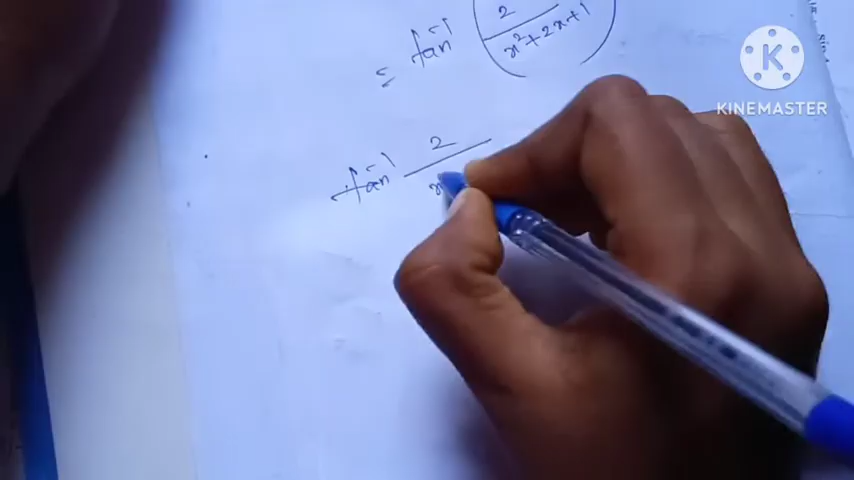 = tan⁻¹ (2 / x² + 2x + 1)
tan⁻¹ 2 / x
K
KINEMASTER